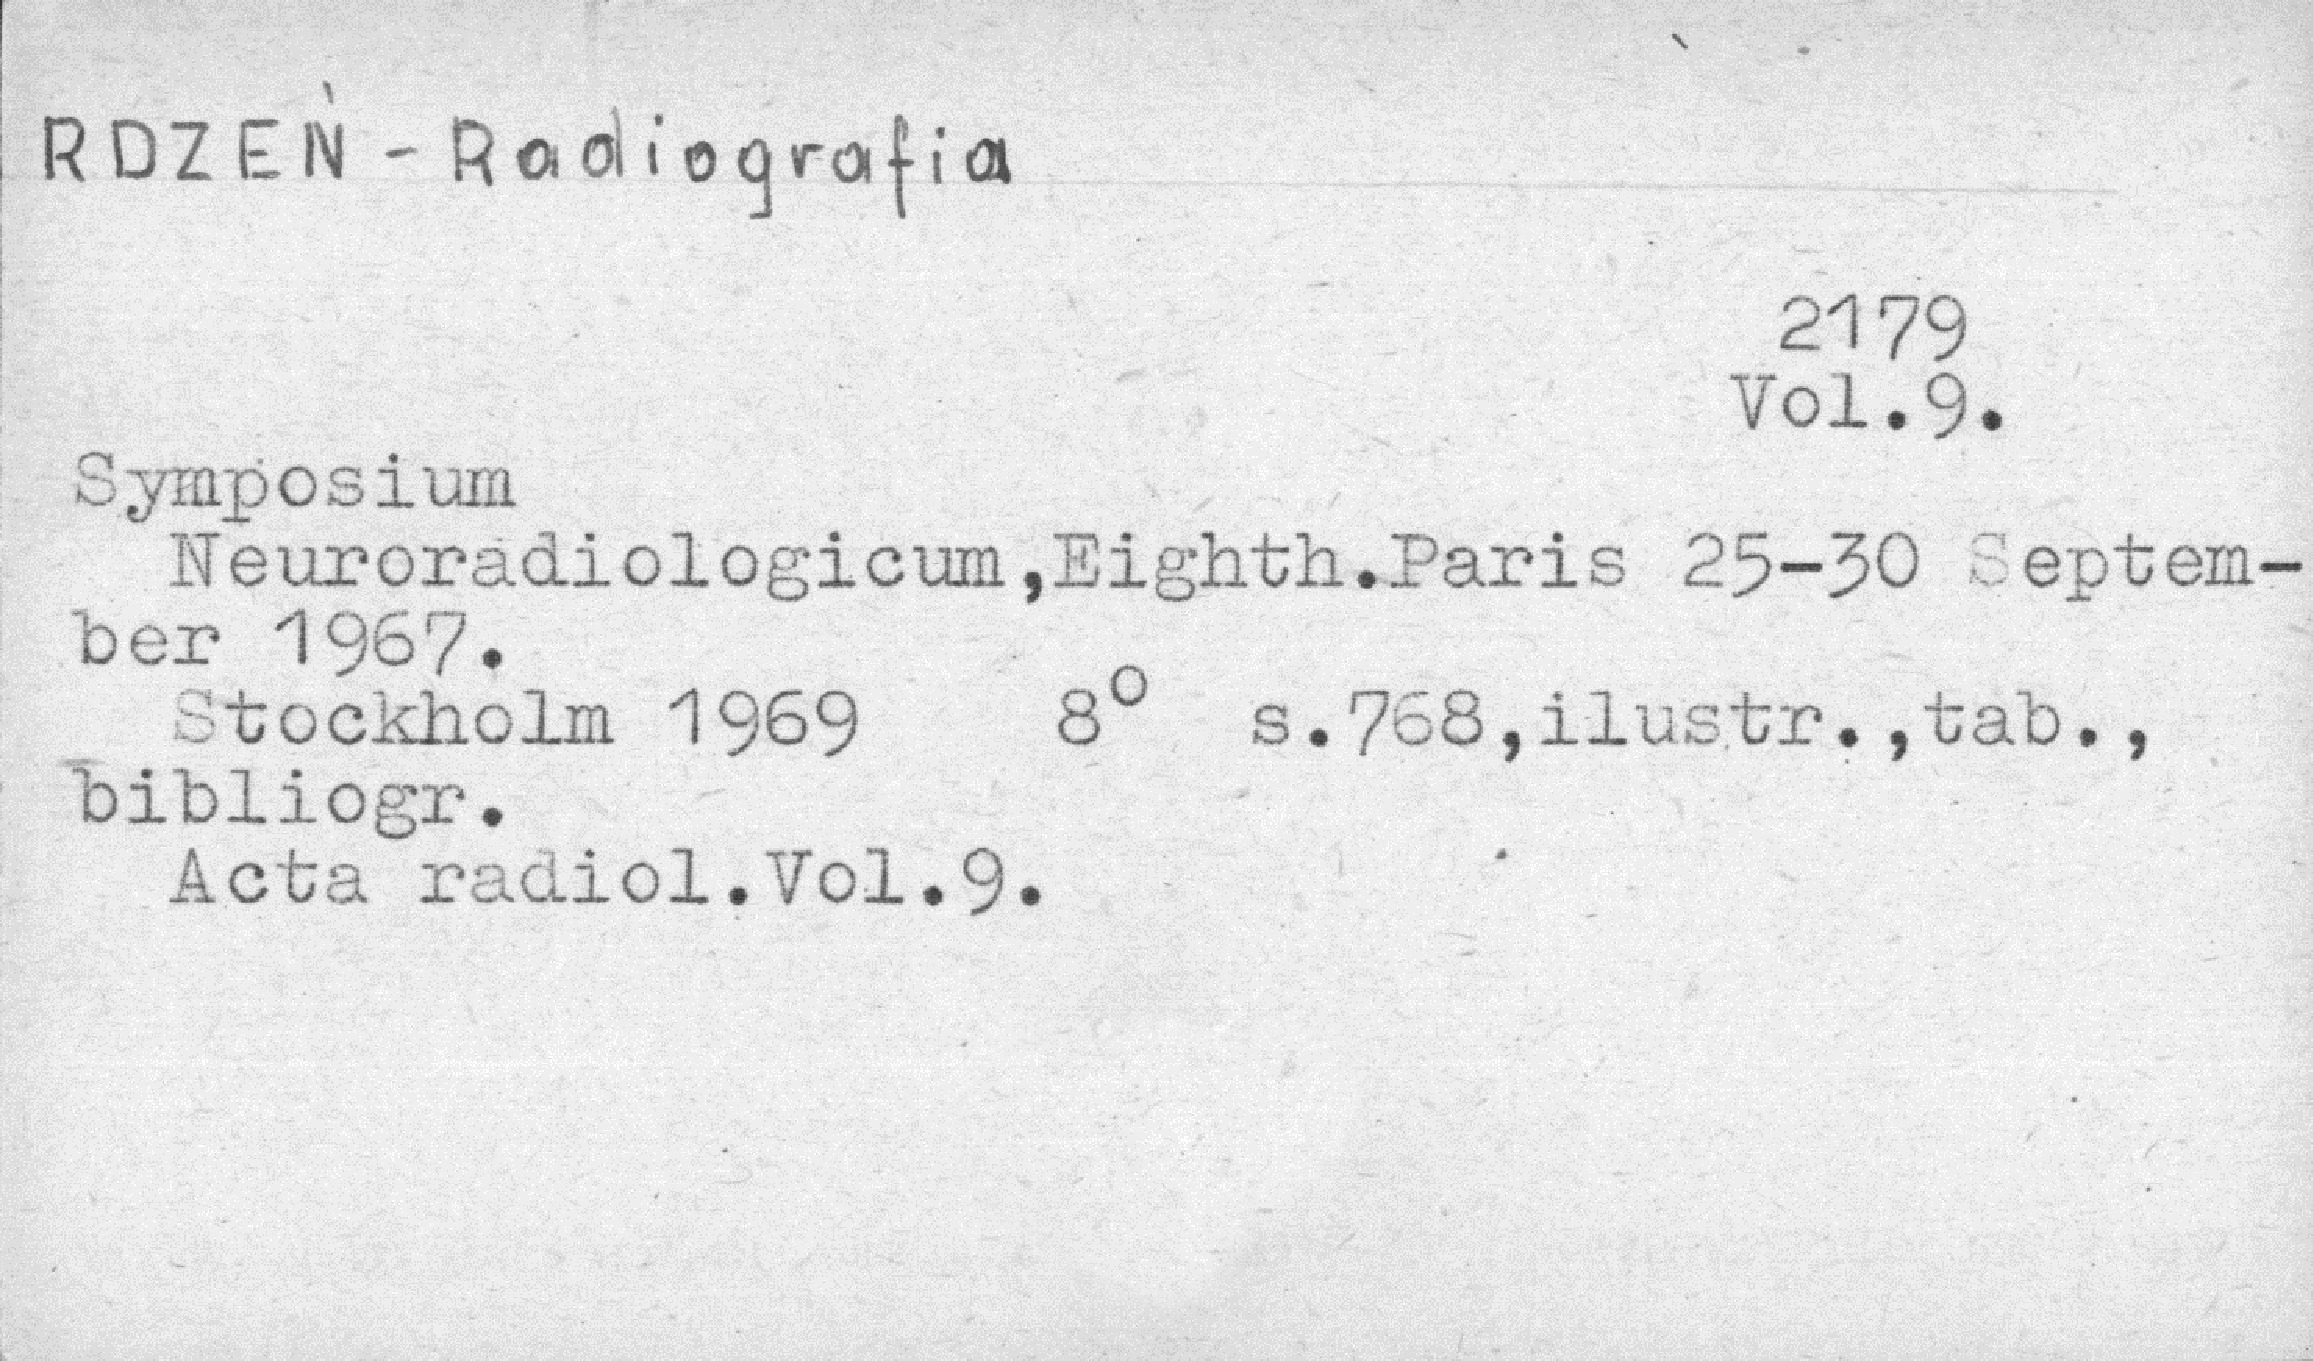 RDZEŃ - Radiografia
2179
Vol.9.
Symposium
Neuroradiologicum,Eighth.Paris 25-30 Septem-
ber 1967.
Stockholm 1969 8° s.768,ilustr.,tab.,
bibliogr.
Acta radiol.Vol.9.